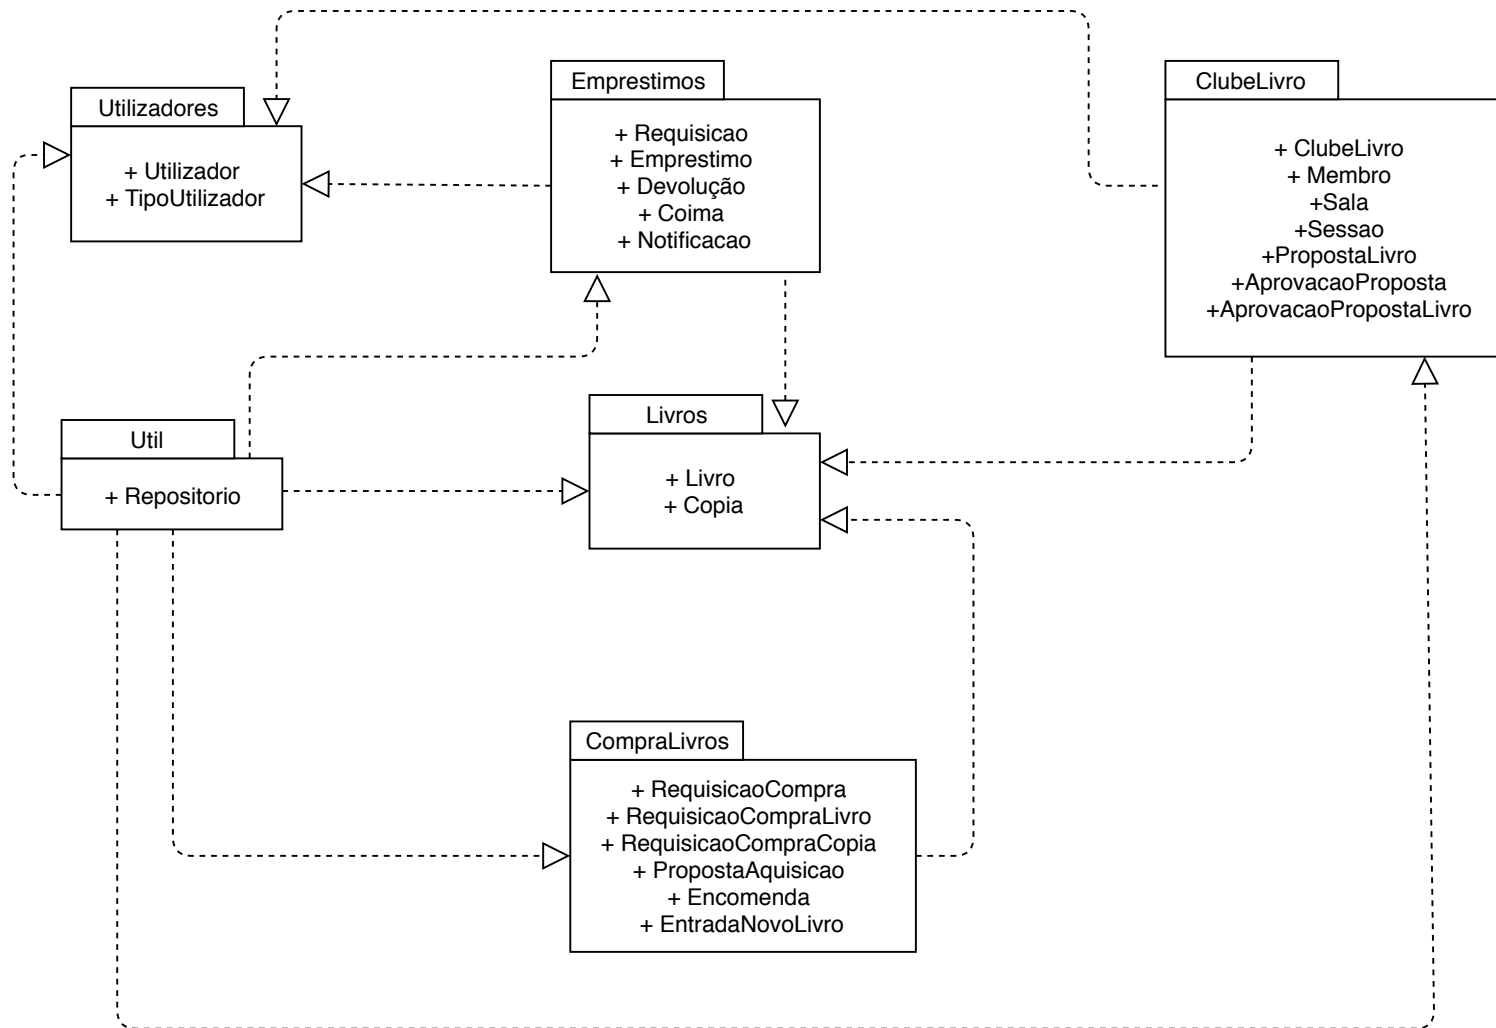 Utilizadores
+ Utilizador
+ TipoUtilizador
Emprestimos
+ Requisicao
+ Emprestimo
+ Devolução
+ Coima
+ Notificacao
ClubeLivro
+ ClubeLivro
+ Membro
+Sala
+Sessao
+PropostaLivro
+AprovacaoProposta
+AprovacaoPropostaLivro
Util
+ Repositorio
Livros
+ Livro
+ Copia
CompraLivros
+ RequisicaoCompra
+ RequisicaoCompraLivro
+ RequisicaoCompraCopia
+ PropostaAquisicao
+ Encomenda
+ EntradaNovoLivro